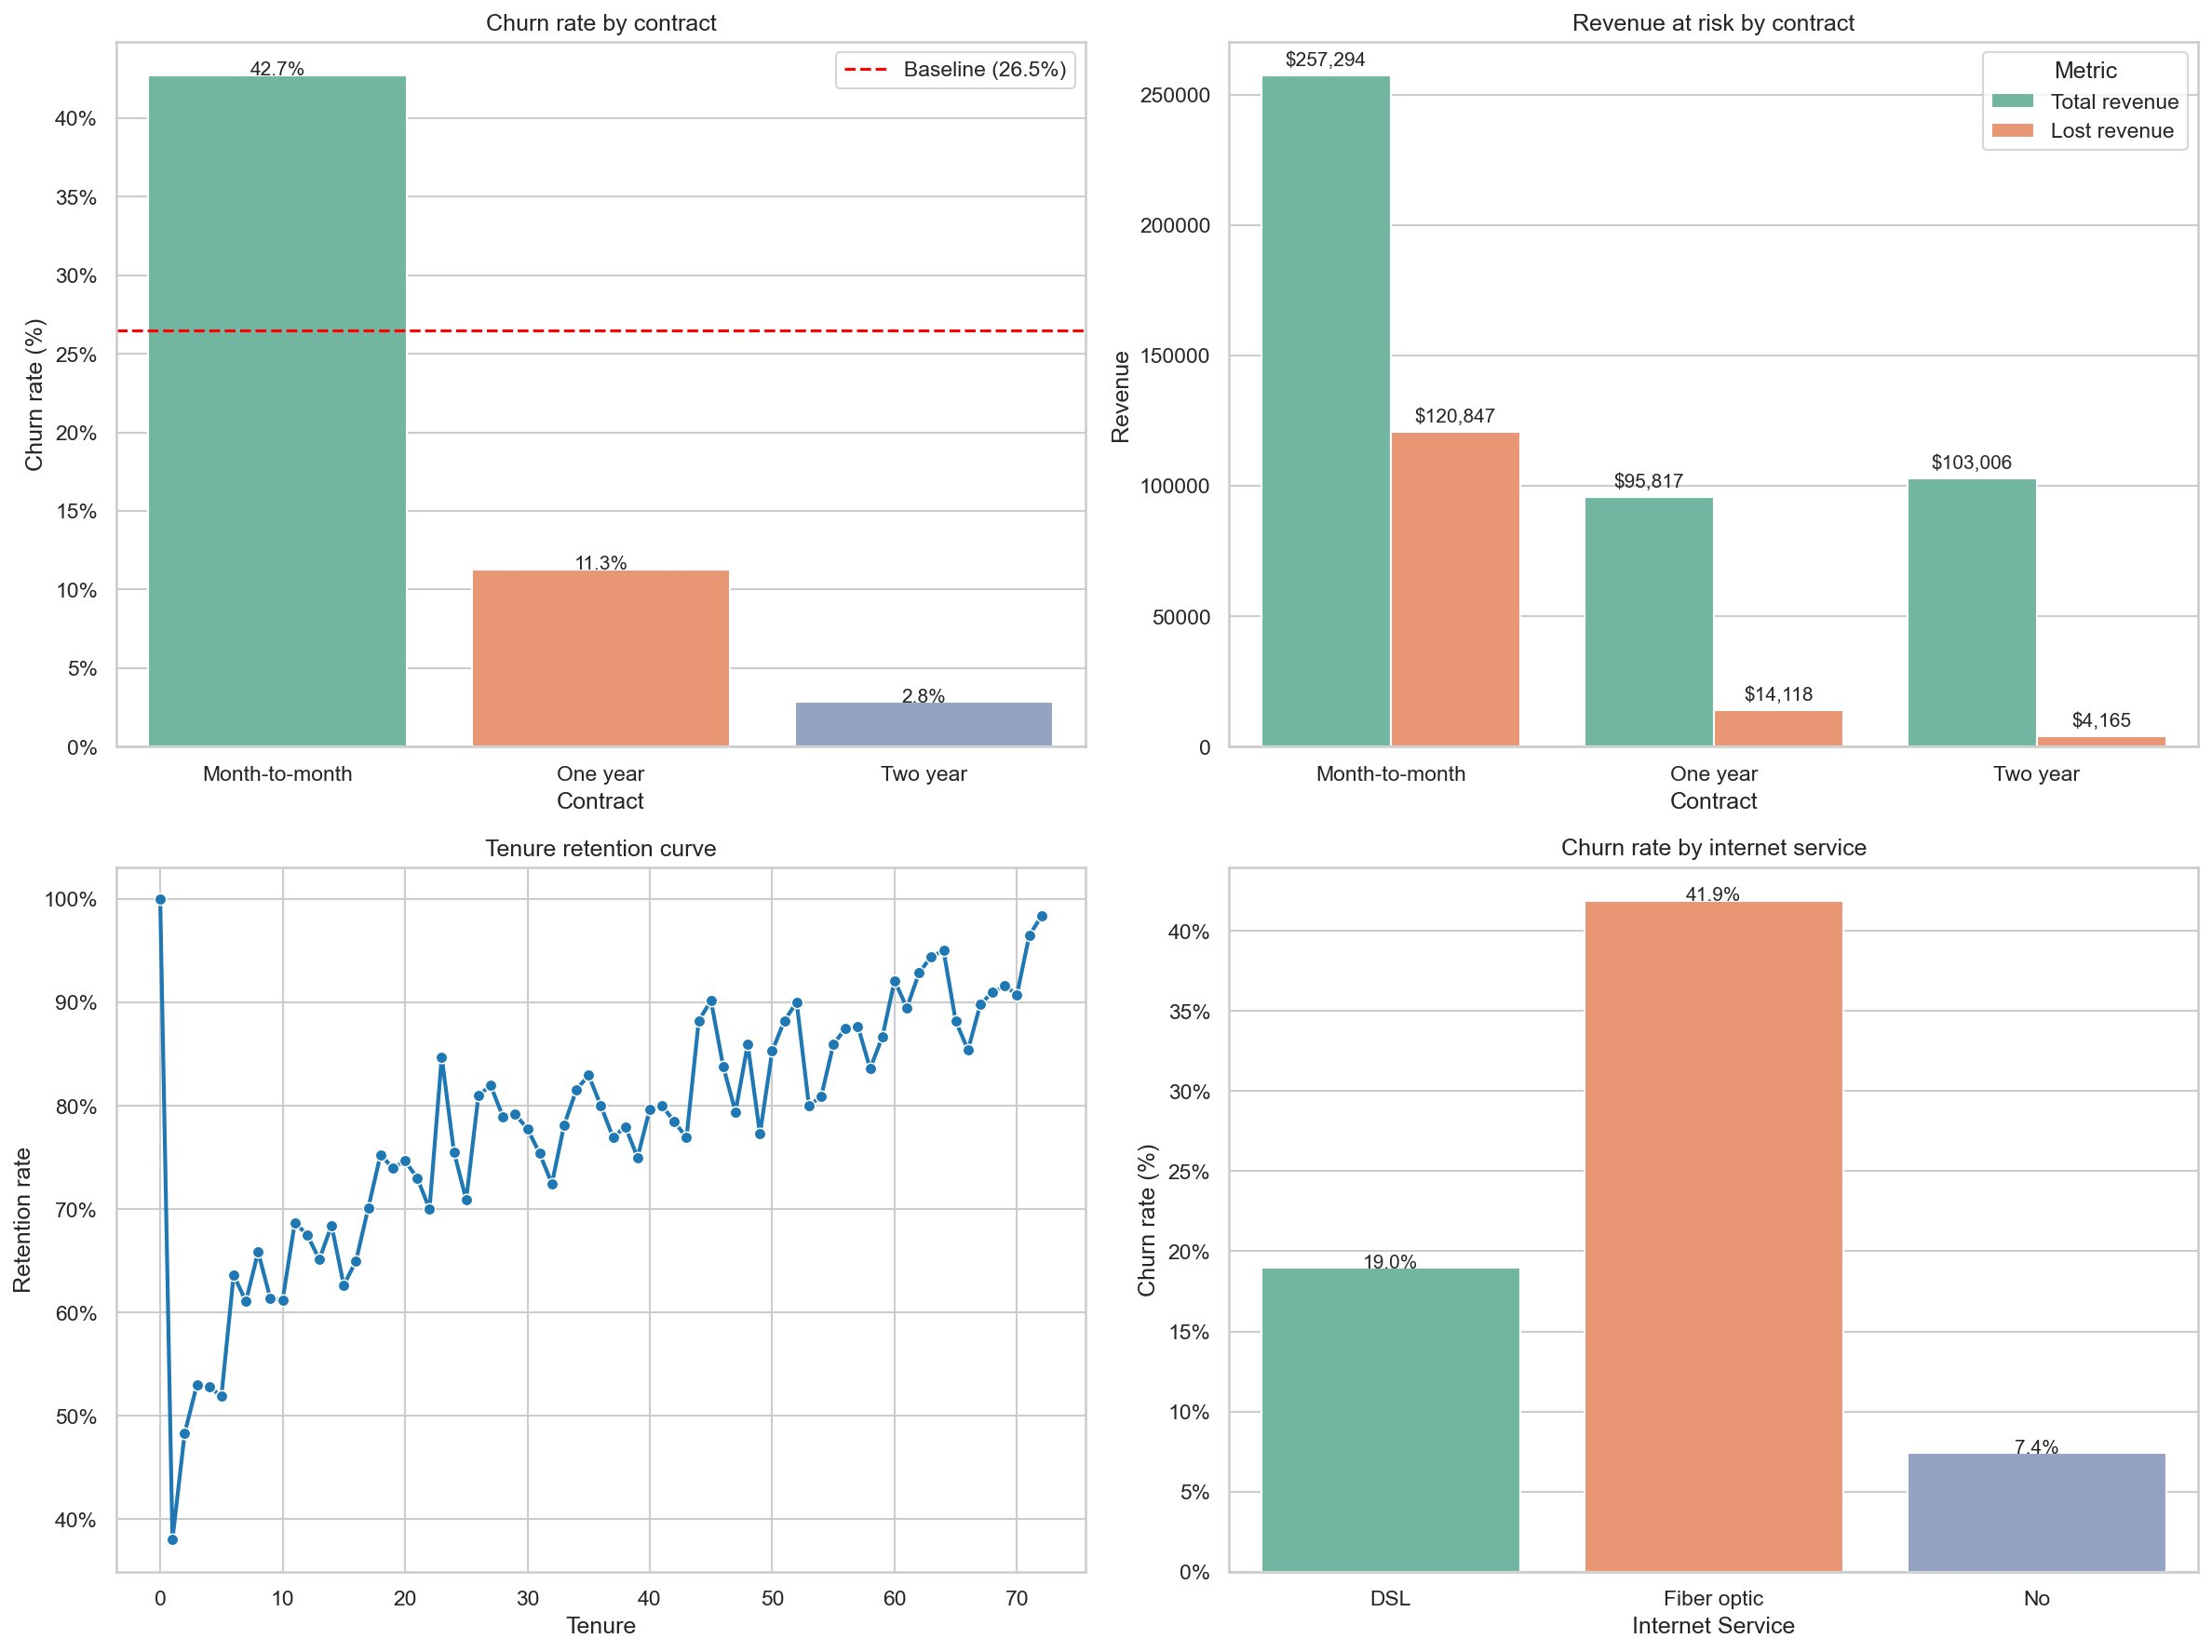 Churn rate by contract
42.7%
Baseline (26.5%)
40%
35%
30%
25%
20%
15%
10%
5%
0%
Churn rate (%)
11.3%
2.8%
Month-to-month
One year
Two year
Contract
Revenue at risk by contract
$257,294
Metric
Total revenue
Lost revenue
250000
200000
150000
100000
50000
0
Revenue
$120,847
$95,817
$14,118
$103,006
$4,165
Month-to-month
One year
Two year
Contract
Tenure retention curve
100%
90%
80%
70%
60%
50%
40%
Retention rate
0
10
20
30
40
50
60
70
Tenure
Churn rate by internet service
41.9%
40%
35%
30%
25%
20%
15%
10%
5%
0%
Churn rate (%)
19.0%
7.4%
DSL
Fiber optic
No
Internet Service